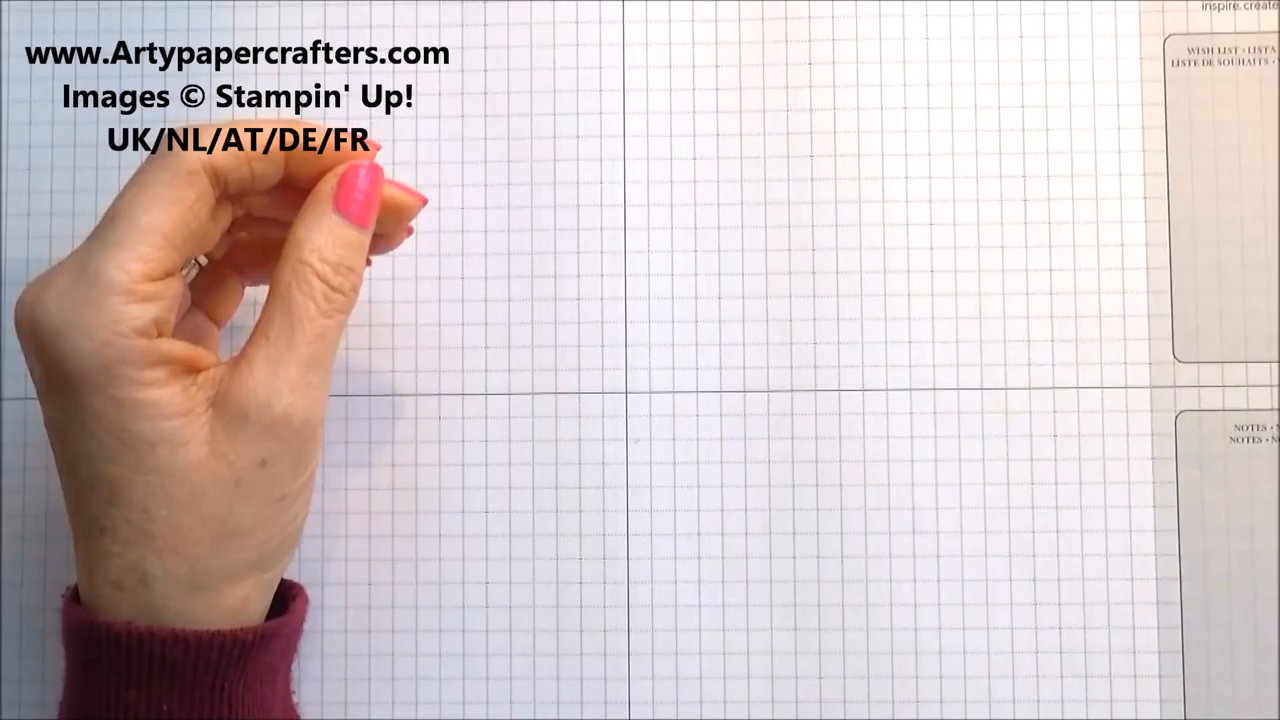 www.Artypapercrafters.com
Images © Stampin' Up!
UK/NL/AT/DE/FR
inspire.create
WISH LIST • LISTA
LISTE DE SOUHAITS •
NOTES •
NOTES •